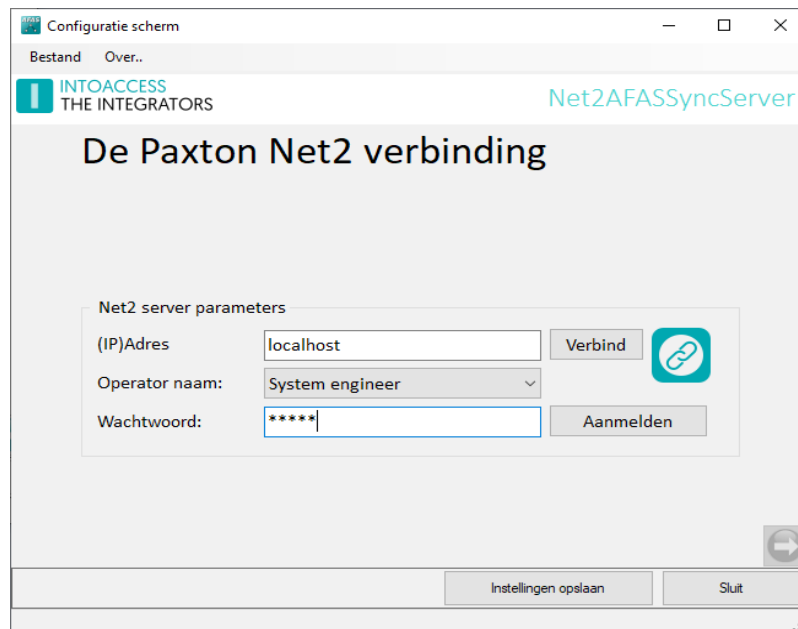 Configuratie scherm
Bestand Over..
INTOACCESS
THE INTEGRATORS
Net2AFASSyncServer
De Paxton Net2 verbinding
Net2 server parameters
(IP)Adres localhost Verbind
Operator naam: System engineer
Wachtwoord: ***** Aanmelden
Instellingen opslaan Sluit